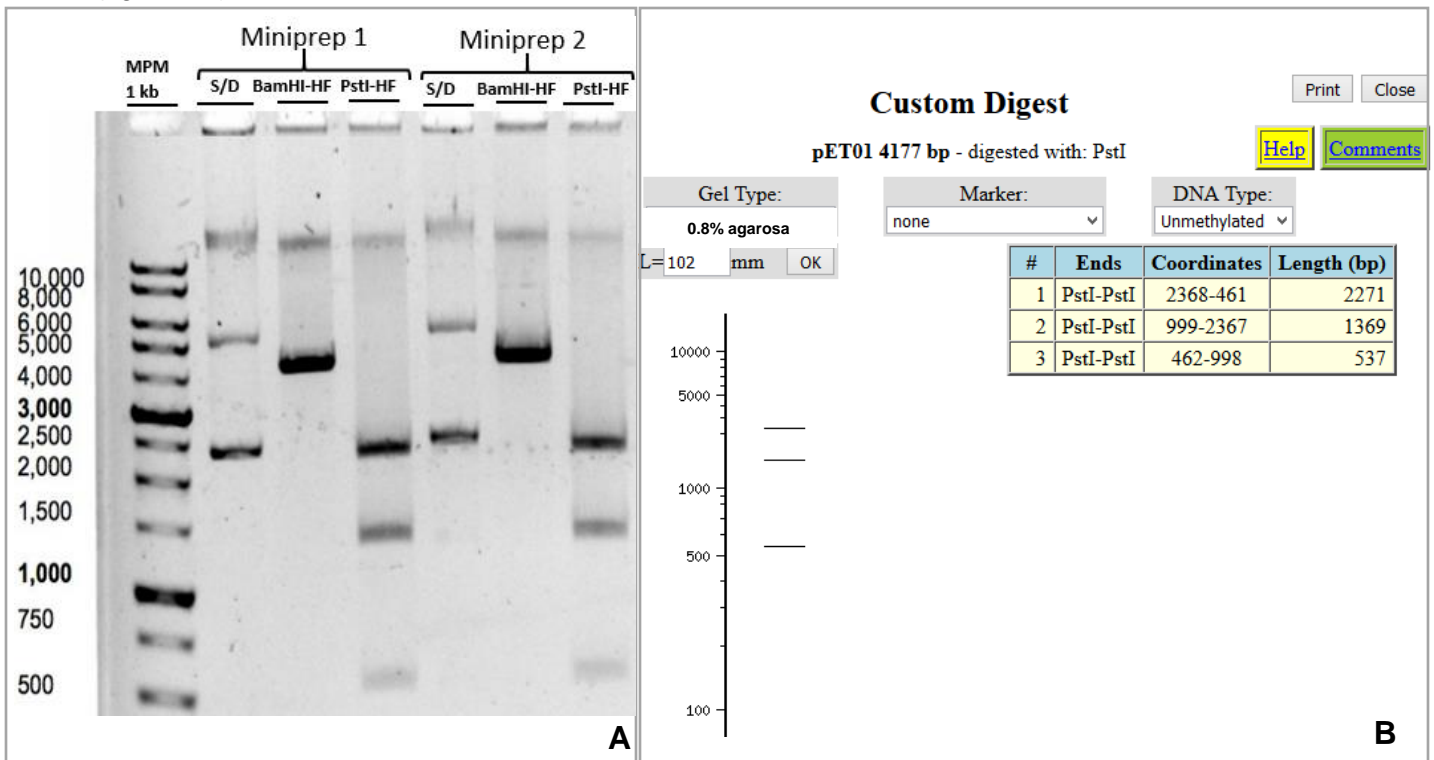 Miniprep 1
Miniprep 2
MPM
1 kb
S/D BamHI-HF PstI-HF
S/D BamHI-HF PstI-HF
10,000
8,000
6,000
5,000
4,000
3,000
2,500
2,000
1,500
1,000
750
500
A
Print Close
Custom Digest
pET01 4177 bp - digested with: PstI
Help Comments
Gel Type:
0.8% agarosa
L= 102 mm OK
Marker:
none
DNA Type:
Unmethylated
# Ends Coordinates Length (bp)
1 PstI-PstI 2368-461 2271
2 PstI-PstI 999-2367 1369
3 PstI-PstI 462-998 537
10000
5000
1000
500
100
B